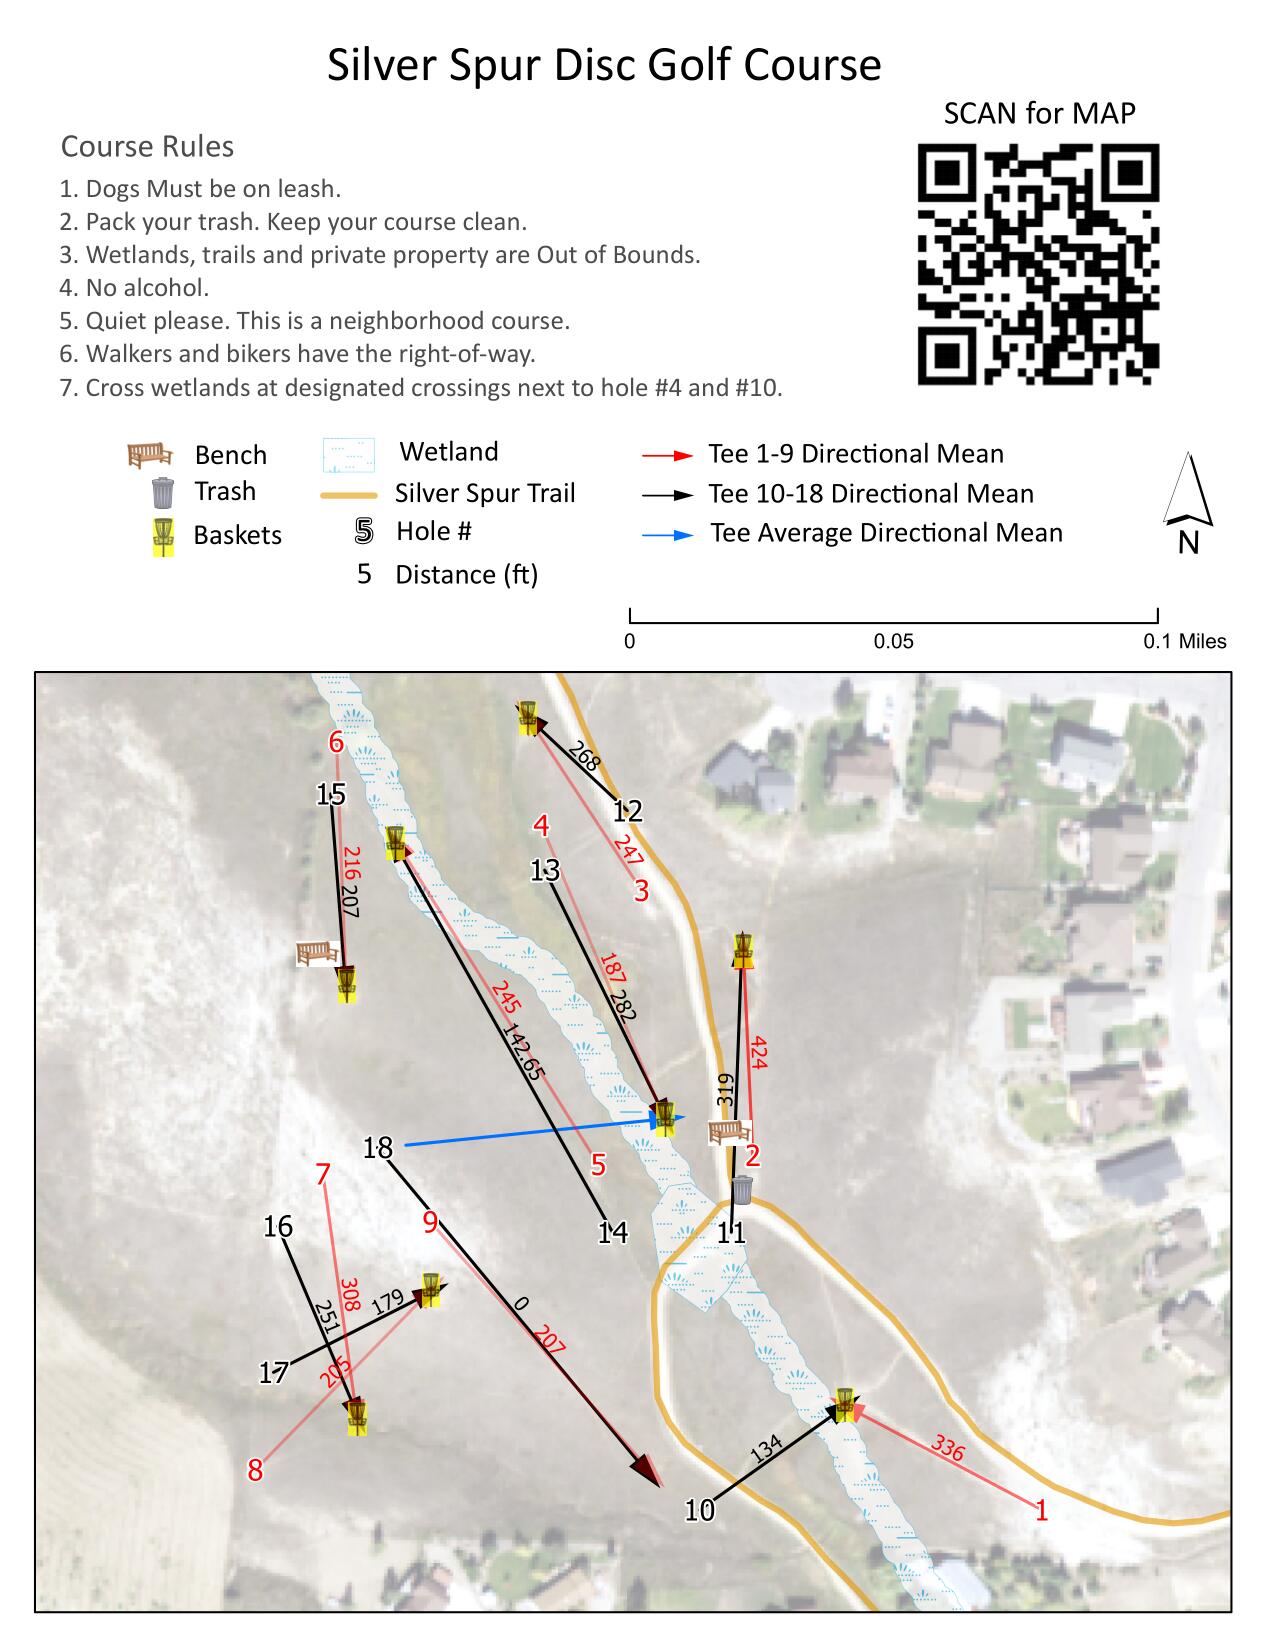 Silver Spur Disc Golf Course
SCAN for MAP
Course Rules
1. Dogs Must be on leash.
2. Pack your trash. Keep your course clean.
3. Wetlands, trails and private property are Out of Bounds.
4. No alcohol.
5. Quiet please. This is a neighborhood course.
6. Walkers and bikers have the right-of-way.
7. Cross wetlands at designated crossings next to hole #4 and #10.
Bench
Trash
Baskets
Wetland
Silver Spur Trail
5 Hole #
5 Distance (ft)
Tee 1-9 Directional Mean
Tee 10-18 Directional Mean
Tee Average Directional Mean
N
0 0.05 0.1 Miles
6
15
268
12
4
247
13
3
216
207
245
187
282
424
142.65
319
18
5
2
7
9
16
14
11
308
179
0
251
207
17
205
8
134
336
10
1